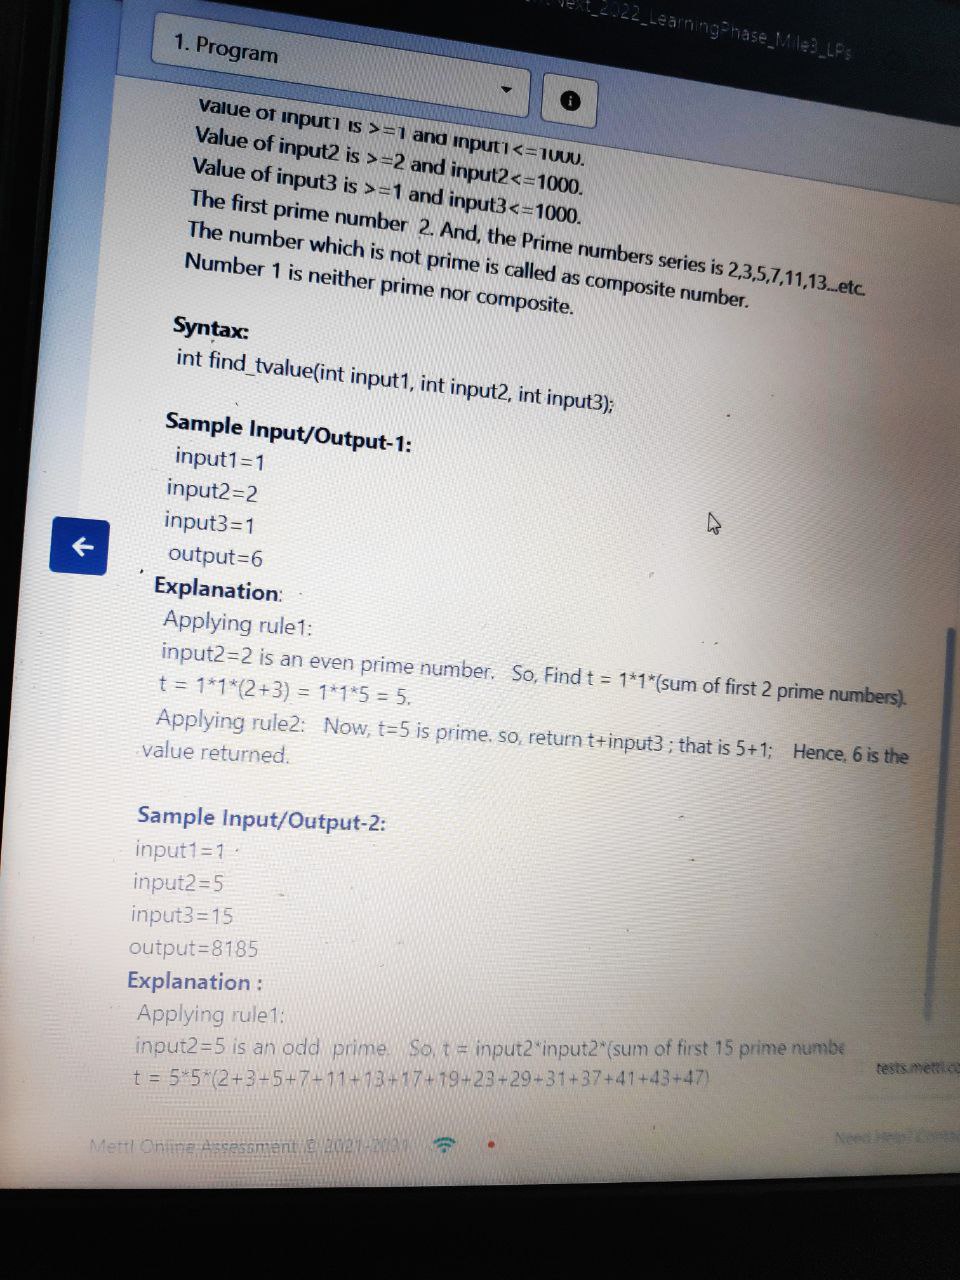 Next_2022_LearningPhase_Mile3_LPs
1. Program
Value of input1 is >=1 and input1<=1000.
Value of input2 is >=2 and input2<=1000.
Value of input3 is >=1 and input3<=1000.
The first prime number 2. And, the Prime numbers series is 2,3,5,7,11,13...etc.
The number which is not prime is called as composite number.
Number 1 is neither prime nor composite.
Syntax:
int find_tvalue(int input1, int input2, int input3);
Sample Input/Output-1:
input1=1
input2=2
input3=1
output=6
Explanation:
Applying rule1:
input2=2 is an even prime number. So, Find t = 1*1*(sum of first 2 prime numbers).
t = 1*1*(2+3) = 1*1*5 = 5.
Applying rule2: Now, t=5 is prime. so, return t+input3 ; that is 5+1; Hence, 6 is the
value returned.
Sample Input/Output-2:
input1=1
input2=5
input3=15
output=8185
Explanation :
Applying rule1:
input2=5 is an odd prime. So, t = input2*input2*(sum of first 15 prime numbe
t = 5*5*(2+3+5+7+11+13+17+19+23+29+31+37+41+43+47)
tests.mettl.co
Mettl Online Assessment © 2021-2031
Need Help? Contac